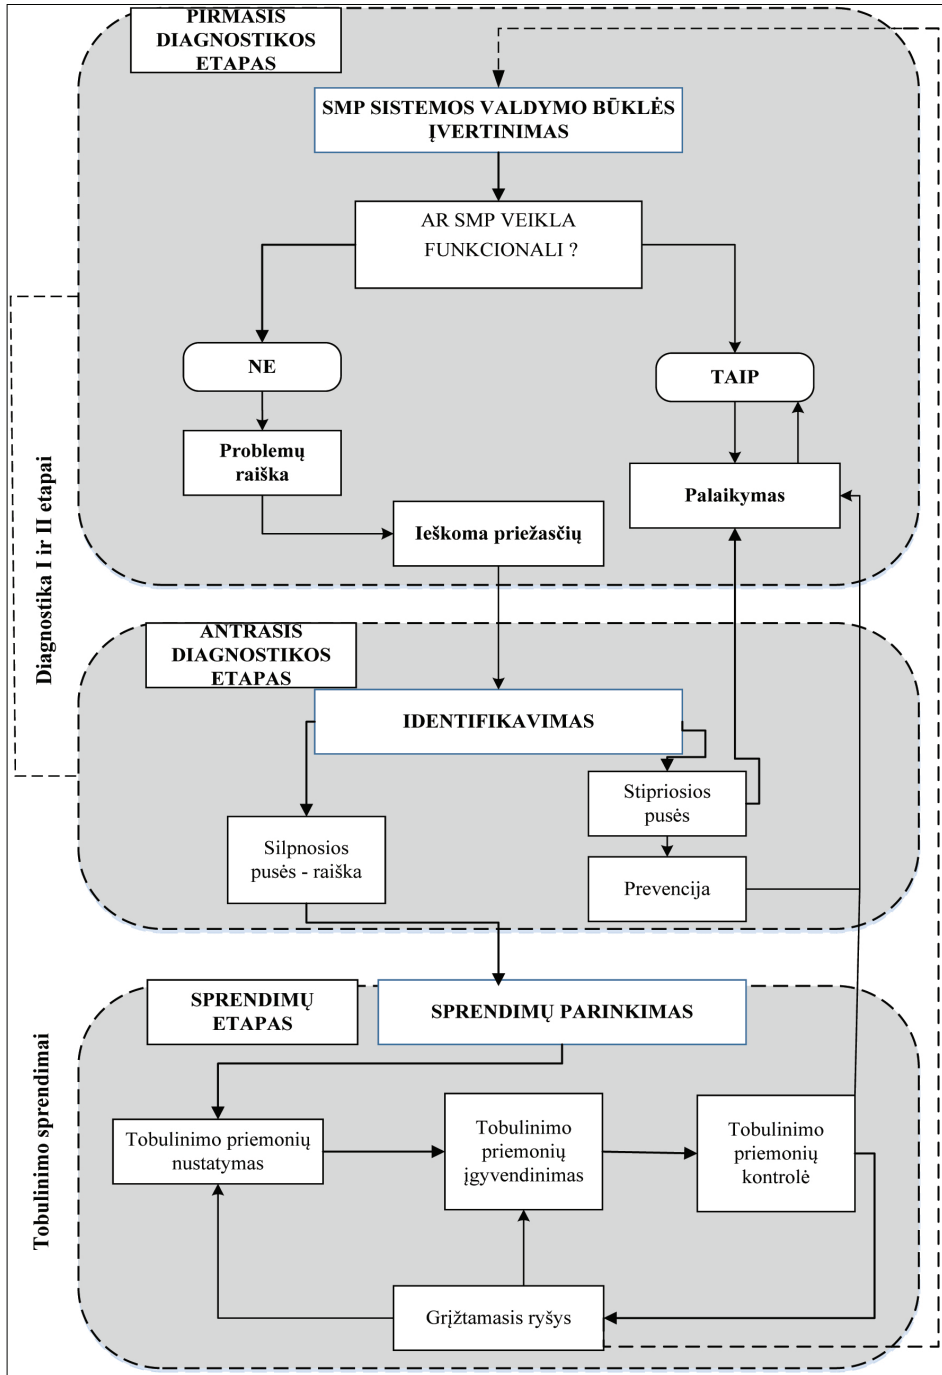 PIRMASIS
DIAGNOSTIKOS
ETAPAS
SMP SISTEMOS VALDYMO BŪKLĖS
ĮVERTINIMAS
AR SMP VEIKLA
FUNKCIONALI ?
NE
TAIP
Problemų
raiška
Palaikymas
Ieškoma priežasčių
Diagnostika I ir II etapai
ANTRASIS
DIAGNOSTIKOS
ETAPAS
IDENTIFIKAVIMAS
Stipriosios
pusės
Silpnosios
pusės - raiška
Prevencija
SPRENDIMŲ
ETAPAS
SPRENDIMŲ PARINKIMAS
Tobulinimo sprendimai
Tobulinimo priemonių
nustatymas
Tobulinimo
priemonių
įgyvendinimas
Tobulinimo
priemonių
kontrolė
Grįžtamasis ryšys